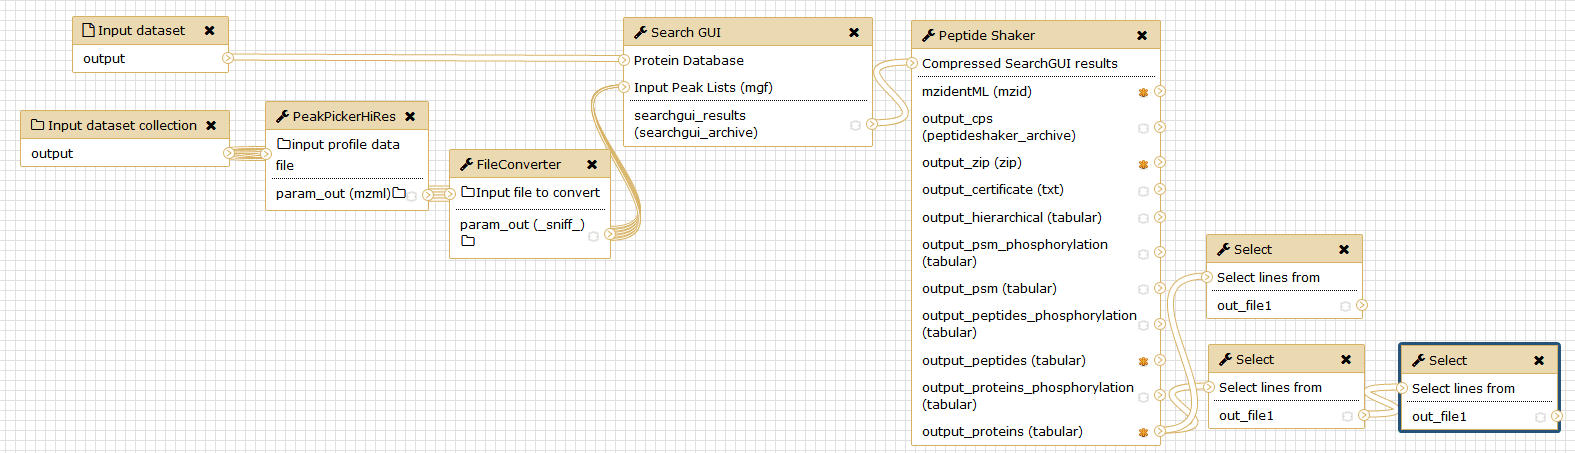 Input dataset
output
Input dataset collection
output
PeakPickerHiRes
input profile data
file
param_out (mzml)
FileConverter
Input file to convert
param_out (_sniff_)
Search GUI
Protein Database
Input Peak Lists (mgf)
searchgui_results
(searchgui_archive)
Peptide Shaker
Compressed SearchGUI results
mzidentML (mzid)
output_cps
(peptideshaker_archive)
output_zip (zip)
output_certificate (txt)
output_hierarchical (tabular)
output_psm_phosphorylation
(tabular)
output_psm (tabular)
output_peptides_phosphorylation
(tabular)
output_peptides (tabular)
output_proteins_phosphorylation
(tabular)
output_proteins (tabular)
Select
Select lines from
out_file1
Select
Select lines from
out_file1
Select
Select lines from
out_file1